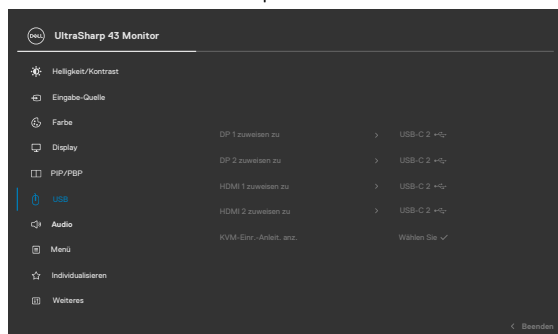 DELL UltraSharp 43 Monitor
Helligkeit/Kontrast
Eingabe-Quelle
Farbe
DP 1 zuweisen zu > USB-C 2
Display
DP 2 zuweisen zu > USB-C 2
PIP/PBP
HDMI 1 zuweisen zu > USB-C 2
USB
HDMI 2 zuweisen zu > USB-C 2
Audio
KVM-Einr.-Anleit. anz. Wählen Sie ✓
Menü
Individualisieren
Weiteres
< Beenden